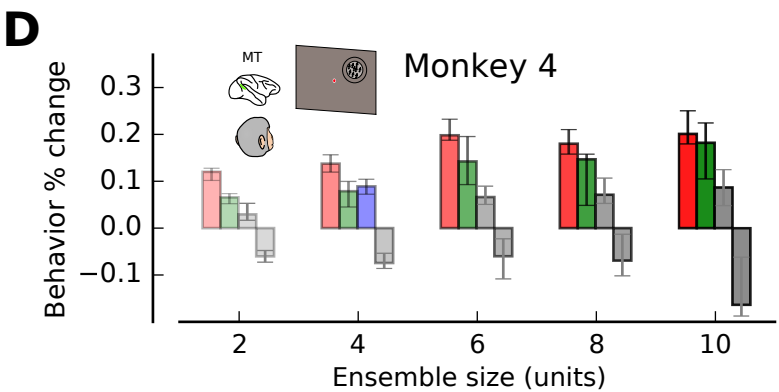 D
MT
Monkey 4
Behavior % change
0.3
0.2
0.1
0.0
−0.1
2 4 6 8 10
Ensemble size (units)